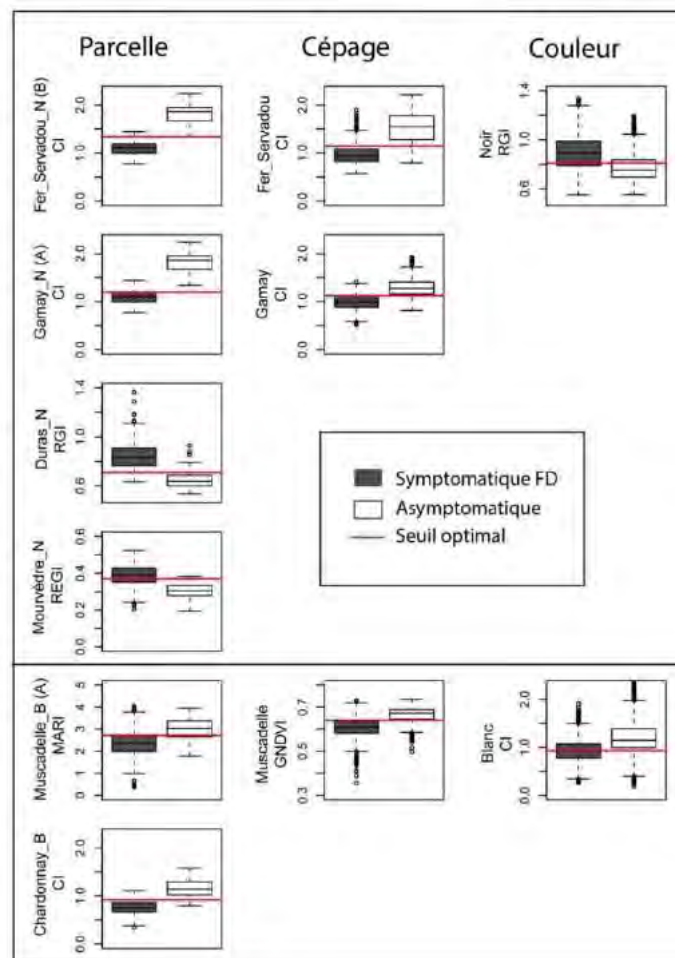 Parcelle Cépage Couleur
Fer_Servadou_N (B)
CI
0.0 1.0 2.0
Fer_Servadou
CI
0.0 1.0 2.0
Noir
RGI
0.6 1.0 1.4
Gamay_N (A)
CI
0.0 1.0 2.0
Gamay
CI
0.0 1.0 2.0
Duras_N
RGI
0.6 1.0 1.4
Symptomatique FD
Asymptomatique
Seuil optimal
Mourvèdre_N
REGI
0.0 0.2 0.4
Muscadelle_B (A)
MARI
0 1 2 3 4 5
Muscadelle
GNDVI
0.3 0.5 0.7
Blanc
CI
0.0 1.0 2.0
Chardonnay_B
CI
0.0 1.0 2.0